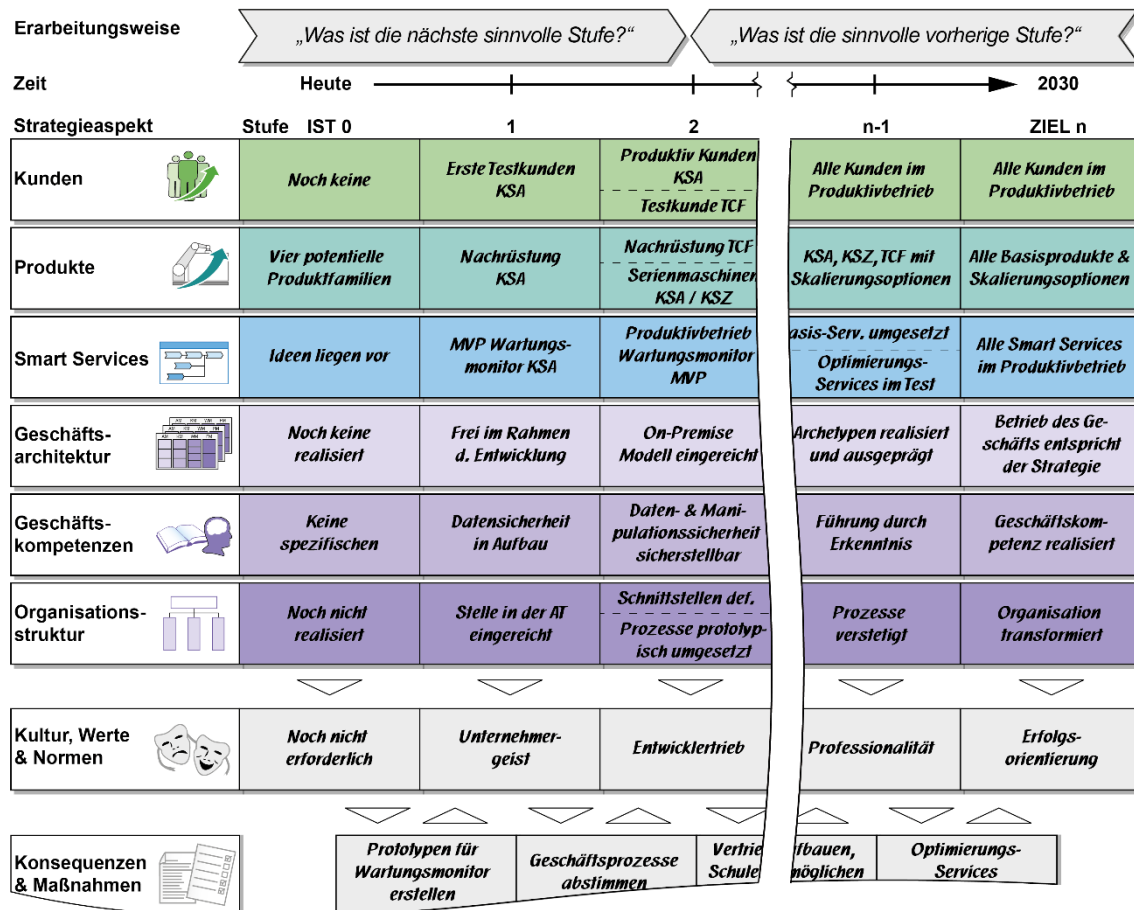 Erarbeitungsweise
„Was ist die nächste sinnvolle Stufe?“
„Was ist die sinnvolle vorherige Stufe?“
Zeit
Heute
2030
Strategieaspekt
Stufe
IST 0
1
2
n-1
ZIEL n
Kunden
Noch keine
Erste Testkunden
KSA
Produktiv Kunden
KSA
Testkunde TCF
Alle Kunden im
Produktivbetrieb
Alle Kunden im
Produktivbetrieb
Produkte
Vier potentielle
Produktfamilien
Nachrüstung
KSA
Nachrüstung TCF
Serienmaschinen
KSA / KSZ
KSA, KSZ, TCF mit
Skalierungsoptionen
Alle Basisprodukte &
Skalierungsoptionen
Smart Services
Ideen liegen vor
MVP Wartungs-
monitor KSA
Produktivbetrieb
Wartungsmonitor
MVP
asis-Serv. umgesetzt
Optimierungs-
Services im Test
Alle Smart Services
im Produktivbetrieb
Geschäfts-
architektur
Noch keine
realisiert
Frei im Rahmen
d. Entwicklung
On-Premise
Modell eingereicht
Archetypen realisiert
und ausgeprägt
Betrieb des Ge-
schäfts entspricht
der Strategie
Geschäfts-
kompetenzen
Keine
spezifischen
Datensicherheit
in Aufbau
Daten- & Mani-
pulationssicherheit
sicherstellbar
Führung durch
Erkenntnis
Geschäftskom-
petenz realisiert
Organisations-
struktur
Noch nicht
realisiert
Stelle in der AT
eingereicht
Schnittstellen def.
Prozesse prototyp-
isch umgesetzt
Prozesse
verstetigt
Organisation
transformiert
Kultur, Werte
& Normen
Noch nicht
erforderlich
Unternehmer-
geist
Entwicklertrieb
Professionalität
Erfolgs-
orientierung
Konsequenzen
& Maßnahmen
Prototypen für
Wartungsmonitor
erstellen
Geschäftsprozesse
abstimmen
Vertrie
Schule
fbauen,
möglichen
Optimierungs-
Services